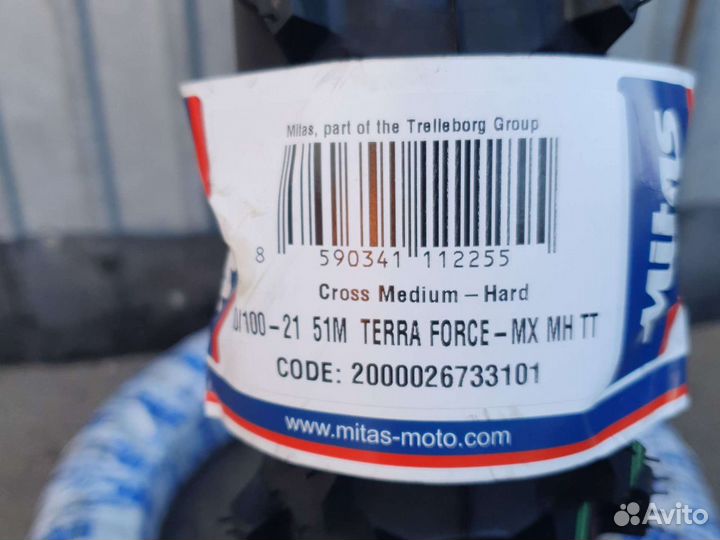 Mitas, part of the Trelleborg Group
8 590341 112255
Cross Medium – Hard
0/100 – 21 51M TERRA FORCE – MX MH TT
CODE: 2000026733101
www.mitas-moto.com
mitas
Avito